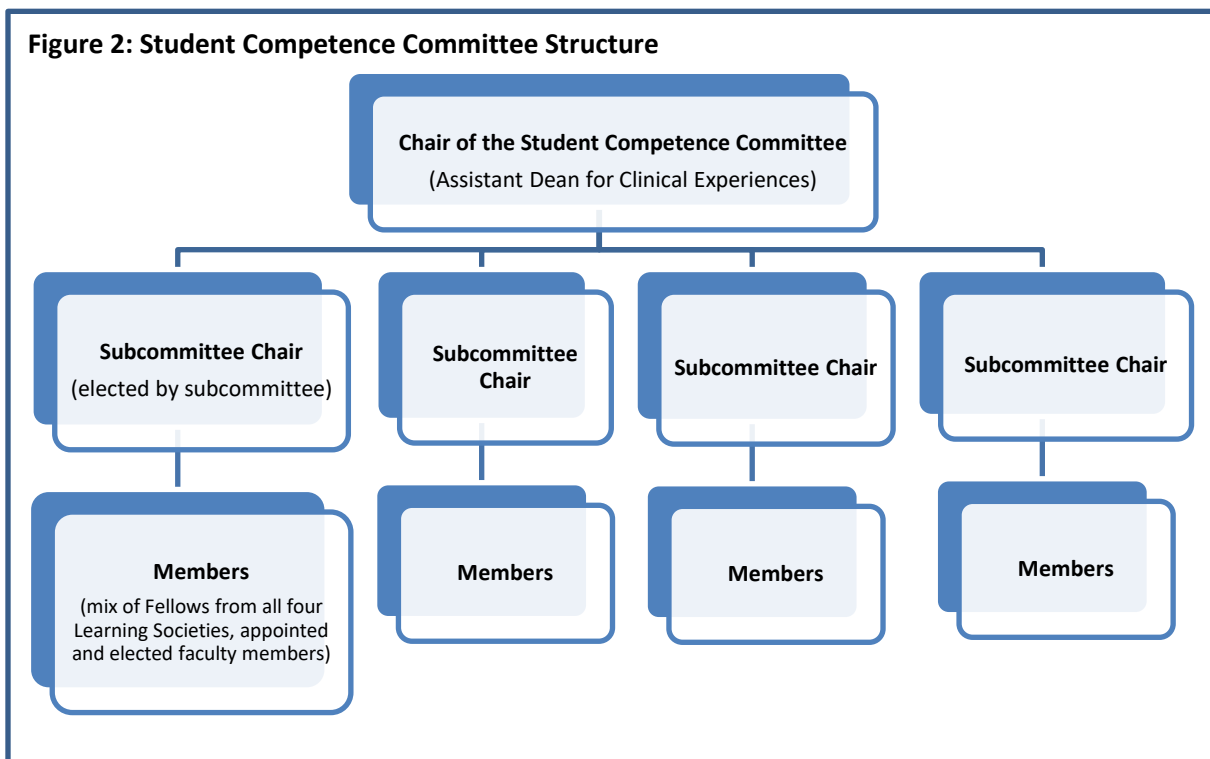 Figure 2: Student Competence Committee Structure
Chair of the Student Competence Committee
(Assistant Dean for Clinical Experiences)
Subcommittee Chair
(elected by subcommittee)
Subcommittee
Chair
Subcommittee Chair
Subcommittee Chair
Members
(mix of Fellows from all four
Learning Societies, appointed
and elected faculty members)
Members
Members
Members